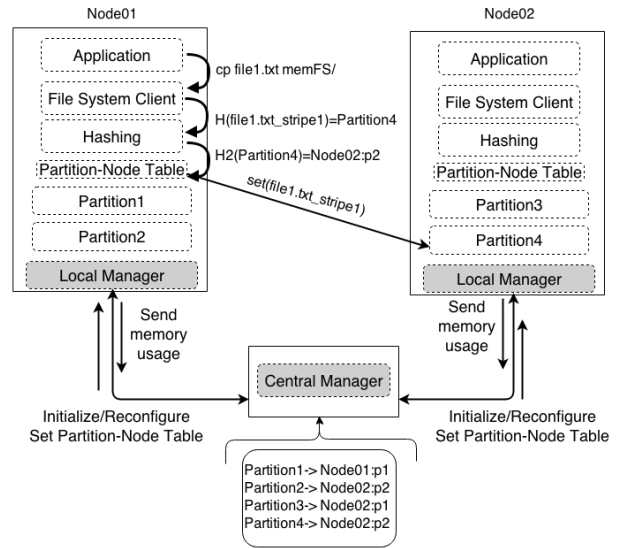 Node01
Application
File System Client
Hashing
Partition-Node Table
Partition1
Partition2
Local Manager
cp file1.txt memFS/
H(file1.txt_stripe1)=Partition4
H2(Partition4)=Node02:p2
set(file1.txt_stripe1)
Node02
Application
File System Client
Hashing
Partition-Node Table
Partition3
Partition4
Local Manager
Send
memory
usage
Send
memory
usage
Central Manager
Initialize/Reconfigure
Set Partition-Node Table
Initialize/Reconfigure
Set Partition-Node Table
Partition1-> Node01:p1
Partition2-> Node02:p2
Partition3-> Node02:p1
Partition4-> Node02:p2